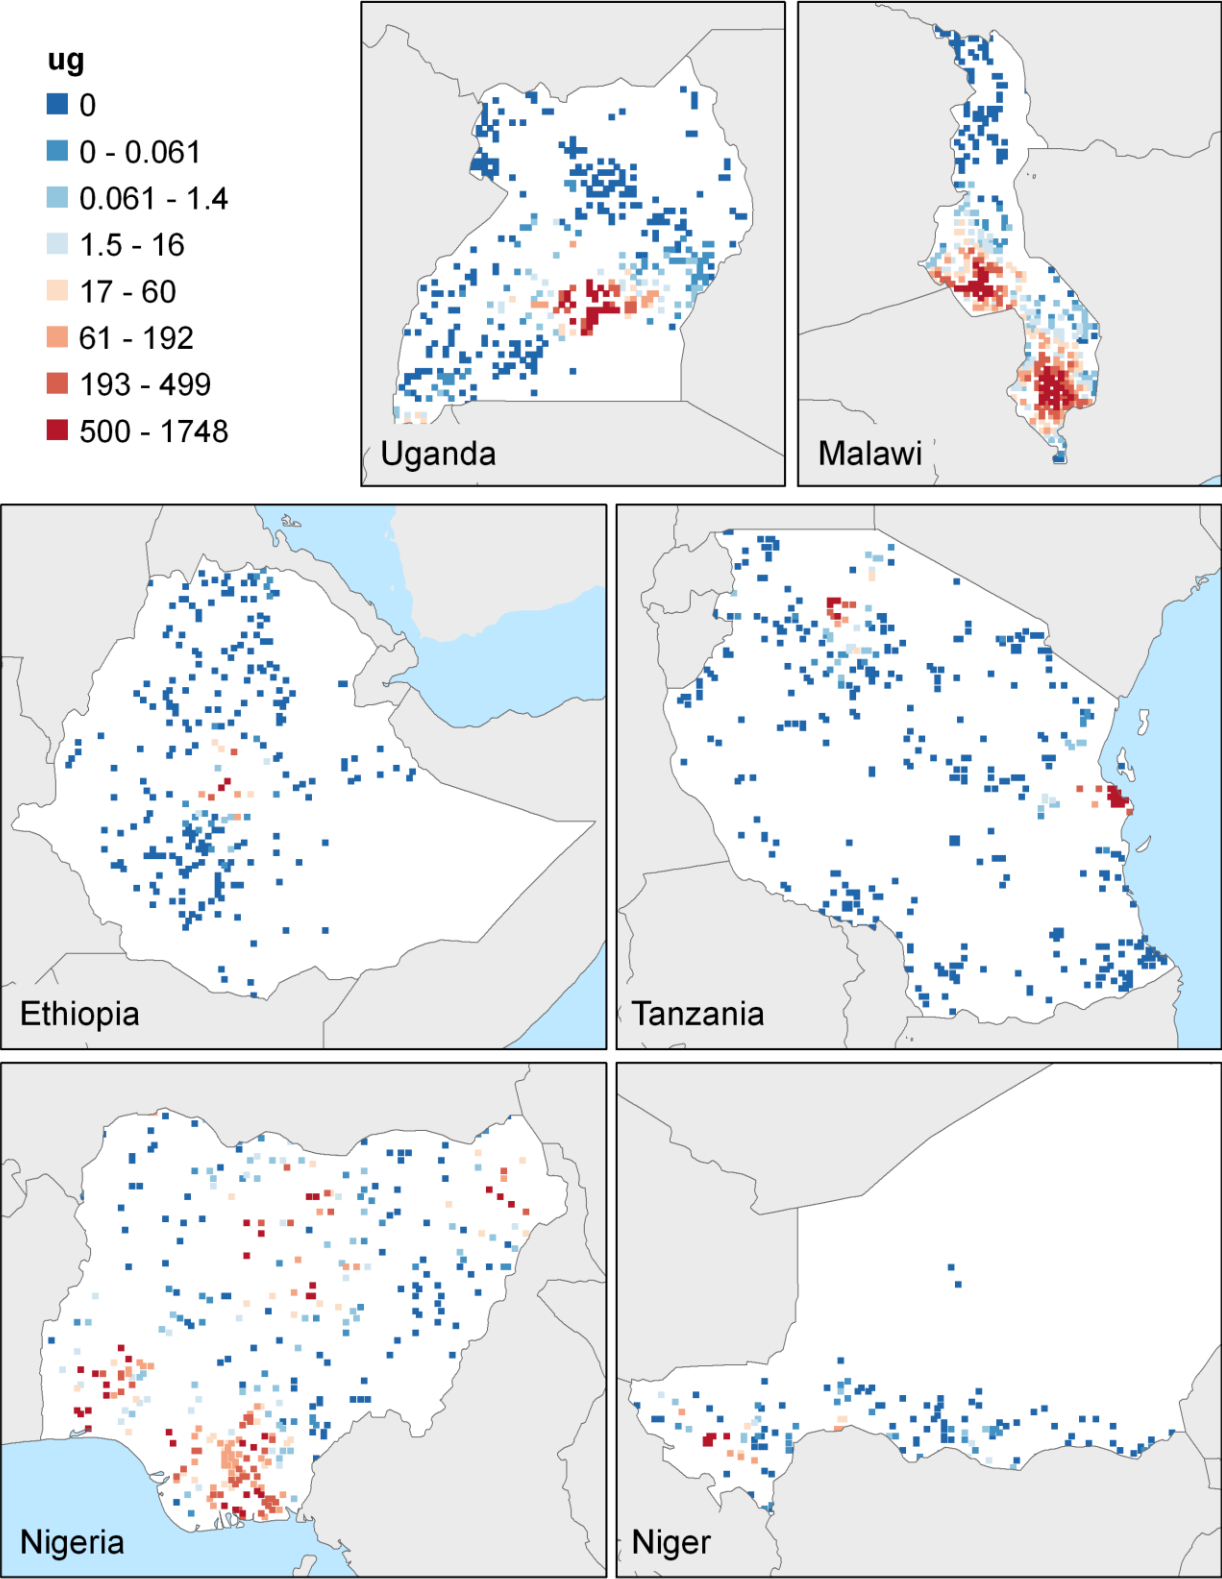 ug
0
0 - 0.061
0.061 - 1.4
1.5 - 16
17 - 60
61 - 192
193 - 499
500 - 1748
Uganda
Malawi
Ethiopia
Tanzania
Nigeria
Niger